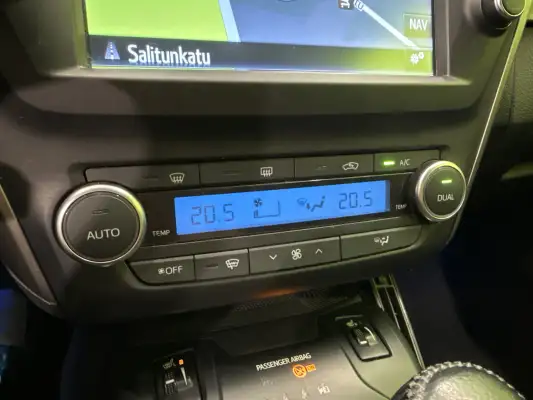 NAV
Salitunkatu
A/C
AUTO
TEMP
20.5
20.5
TEMP
DUAL
OFF
PASSENGER AIRBAG